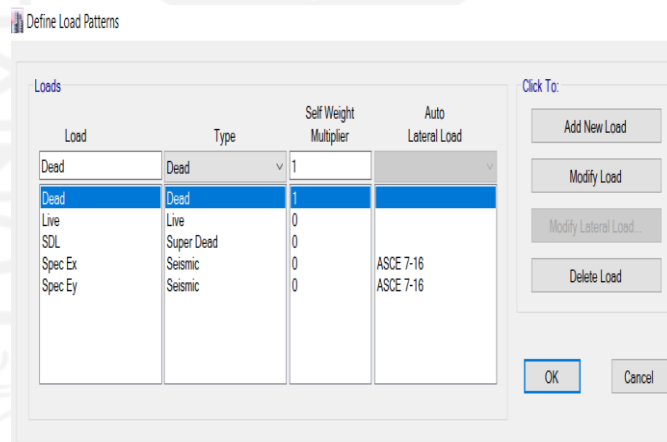 Define Load Patterns
Loads
Click To:
Load Type Self Weight Multiplier Auto Lateral Load
Dead Dead 1
Dead Dead 1
Live Live 0
SDL Super Dead 0
Spec Ex Seismic 0 ASCE 7-16
Spec Ey Seismic 0 ASCE 7-16
Add New Load
Modify Load
Modify Lateral Load...
Delete Load
OK Cancel